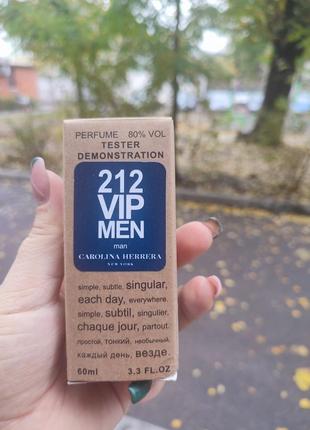 PERFUME 80% VOL
TESTER
DEMONSTRATION
212
VIP
MEN
man
CAROLINA HERRERA
NEW YORK
simple, subtle, singular,
each day, everywhere.
simple, subtil, singulier,
chaque jour, partout.
простой, тонкий, необычный,
каждый день, везде.
60ml 3.3 FL.OZ